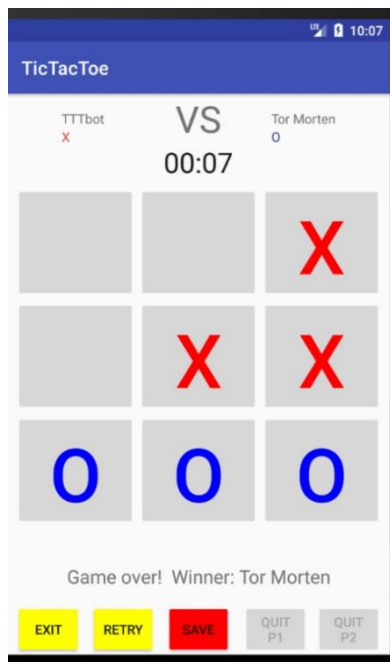 LTE 10:07
TicTacToe
TTTbot VS Tor Morten
X O
00:07
X
X X
O O O
Game over! Winner: Tor Morten
EXIT RETRY SAVE QUIT P1 QUIT P2